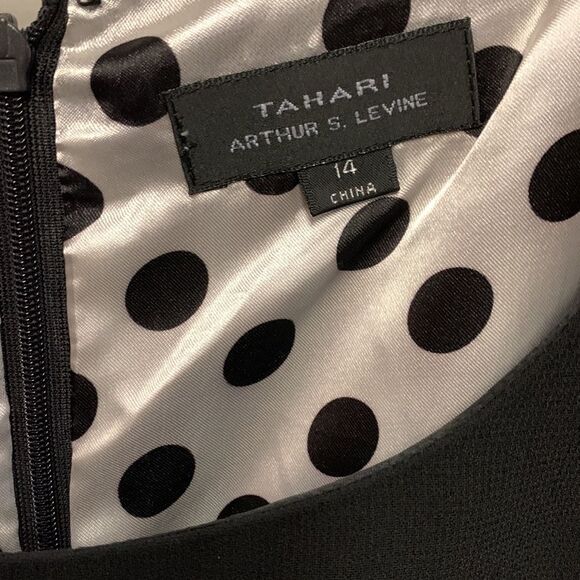 TAHARI
ARTHUR S. LEVINE
14
CHINA